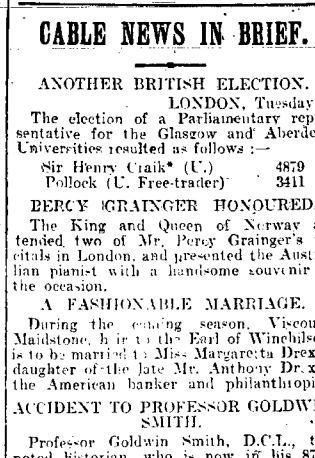 CABLE NEWS IN BRIEF.
ANOTHER BRITISH ELECTION.
LONDON, Tuesday
The election of a Parliamentary rep
sentative for the Glasgow and Aberde
Universities resulted as follows :—
Sir Henry Craik* (U.) 4879
Pollock (U. Free-trader) 3411
PERCY GRAINGER HONOURED.
The King and Queen of Norway a
tended two of Mr. Percy Grainger's
citals in London, and presented the Aust
lian pianist with a handsome souvenir
the occasion.
A FASHIONABLE MARRIAGE.
During the coming season, Viscou
Maidstone, heir to the Earl of Winchils
is to be married to Miss Margaretta Drex
daughter of the late Mr. Anthony Drex
the American banker and philanthropi
ACCIDENT TO PROFESSOR GOLDW
SMITH.
Professor Goldwin Smith, D.C.L., t
noted historian, who is now in his 87